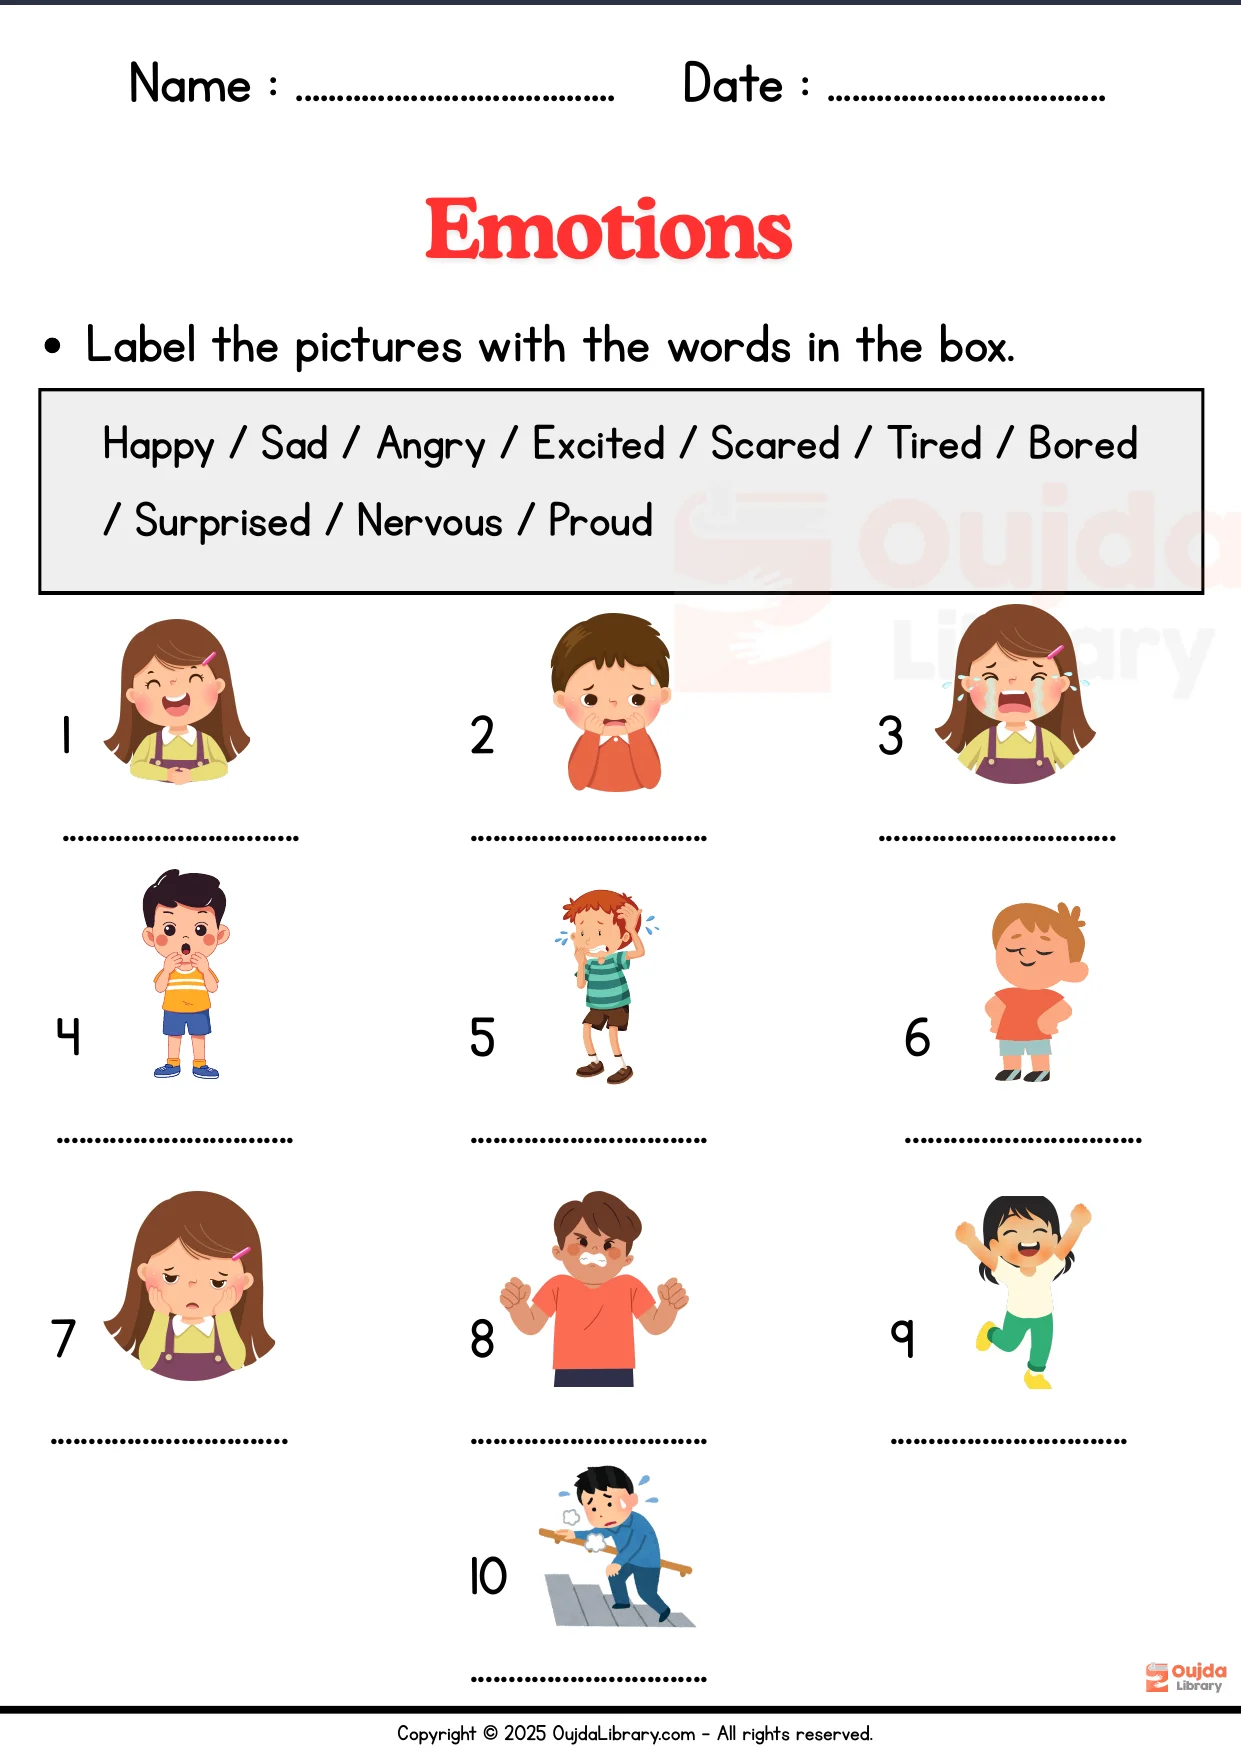 Name : ........................................ Date : ...................................
Emotions
• Label the pictures with the words in the box.
Happy / Sad / Angry / Excited / Scared / Tired / Bored
/ Surprised / Nervous / Proud
Oujda
Library
1 2 3
.............................. .............................. ..............................
4 5 6
.............................. .............................. ..............................
7 8 9
.............................. .............................. ..............................
10
..............................
Oujda
Library
Copyright © 2025 OujdaLibrary.com - All rights reserved.